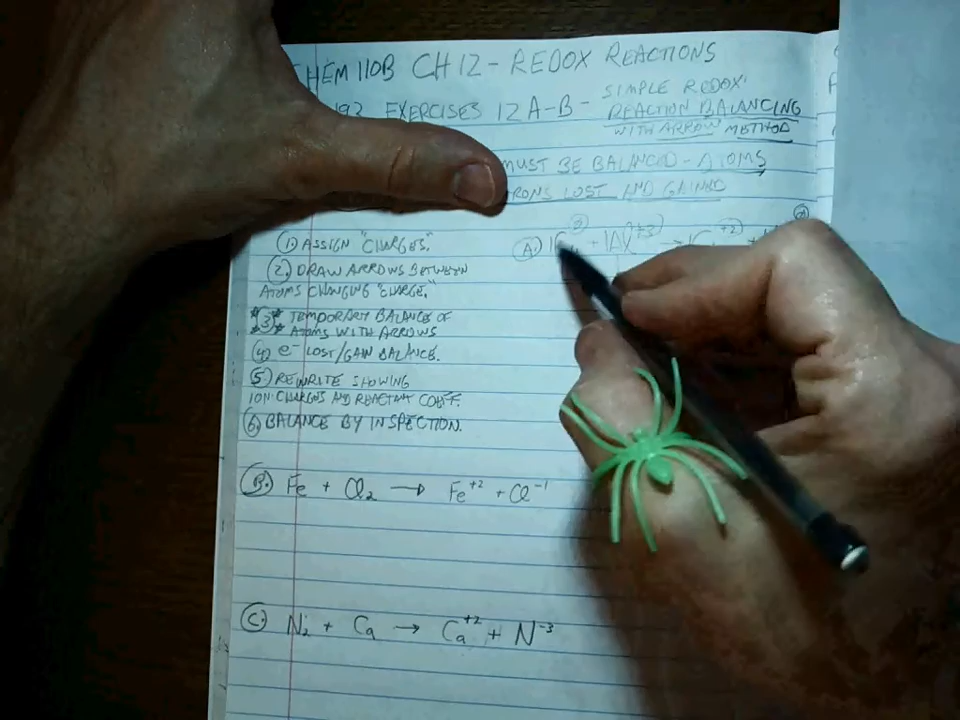 CHEM 110B CH 12 - REDOX REACTIONS
EXERCISES 12 A-B - SIMPLE REDOX
REACTION BALANCING
WITH ARROW METHOD
MUST BE BALANCED - ATOMS
LOST AND GAINED
(1) ASSIGN "CHARGES."
(2) DRAW ARROWS BETWEEN
ATOMS CHANGING "CHARGE."
*3* TEMPORARY BALANCE OF
ATOMS WITH ARROWS
(4) e⁻ LOST/GAIN BALANCE.
(5) REWRITE SHOWING
ION CHARGES AND REACTANT COEFF.
(6) BALANCE BY INSPECTION.
(A) + 1Al⁺³ →
(B) Fe + Cl₂ → Fe⁺² + Cl⁻¹
(C) N₂ + Ca → Ca⁺² + N⁻³